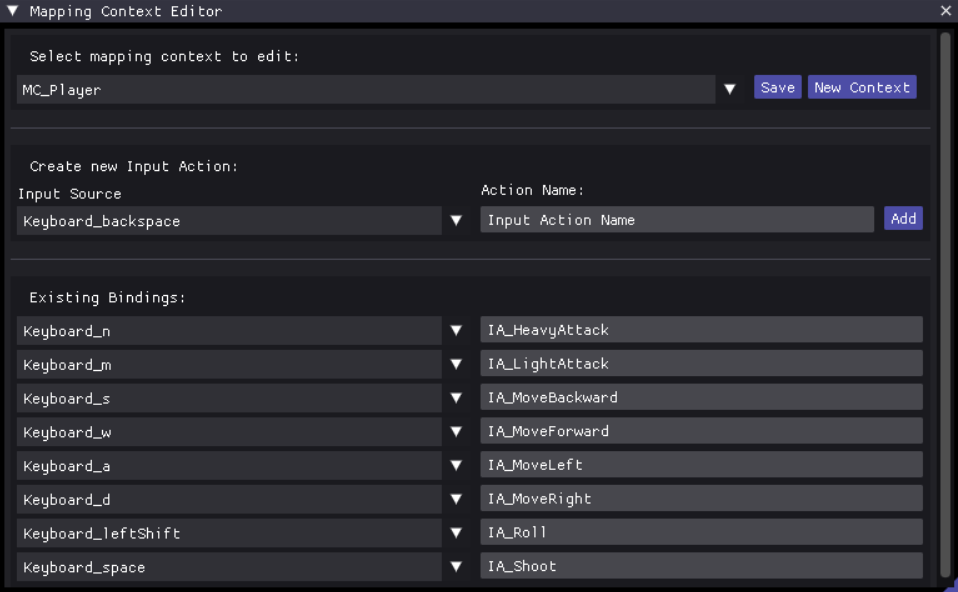 Mapping Context Editor
Select mapping context to edit:
MC_Player Save New Context
Create new Input Action:
Input Source Action Name:
Keyboard_backspace Input Action Name Add
Existing Bindings:
Keyboard_n IA_HeavyAttack
Keyboard_m IA_LightAttack
Keyboard_s IA_MoveBackward
Keyboard_w IA_MoveForward
Keyboard_a IA_MoveLeft
Keyboard_d IA_MoveRight
Keyboard_leftShift IA_Roll
Keyboard_space IA_Shoot